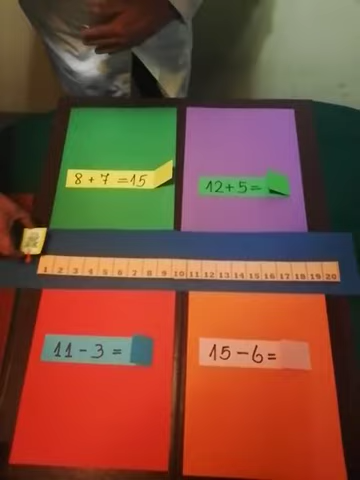 8 + 7 = 15
12 + 5 =
1 2 3 4 5 6 7 8 9 10 11 12 13 14 15 16 17 18 19 20
11 - 3 =
15 - 6 =